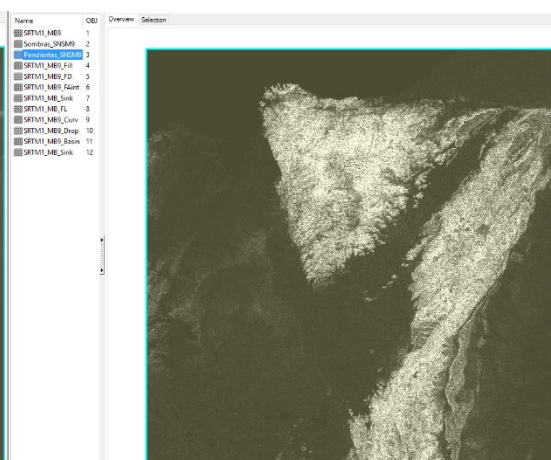 Name OBJ
SRTM1_MB9 1
Sombras_SNSM9 2
Pendientes_SNSM9 3
SRTM1_MB9_Fill 4
SRTM1_MB9_FD 5
SRTM1_MB9_FAint 6
SRTM1_MB_Sink 7
SRTM1_MB_FL 8
SRTM1_MB9_Curv 9
SRTM1_MB9_Drop 10
SRTM1_MB9_Basin 11
SRTM1_MB_Sink 12
Overview Selection